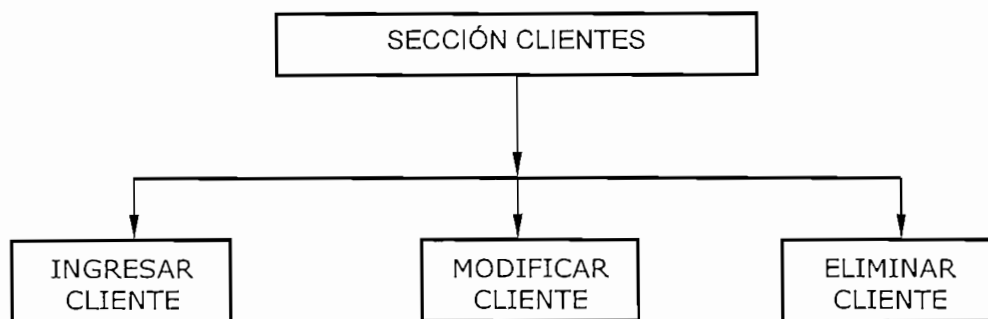 SECCIÓN CLIENTES
INGRESAR
CLIENTE
MODIFICAR
CLIENTE
ELIMINAR
CLIENTE